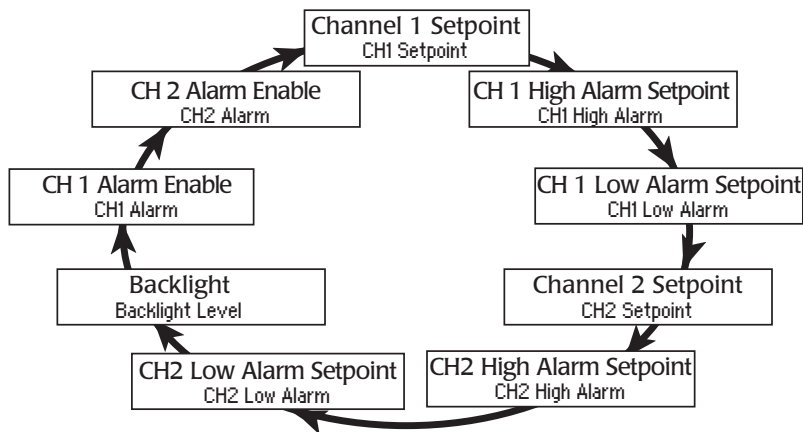 Channel 1 Setpoint
CH1 Setpoint
CH 1 High Alarm Setpoint
CH1 High Alarm
CH 1 Low Alarm Setpoint
CH1 Low Alarm
Channel 2 Setpoint
CH2 Setpoint
CH2 High Alarm Setpoint
CH2 High Alarm
CH2 Low Alarm Setpoint
CH2 Low Alarm
Backlight
Backlight Level
CH 1 Alarm Enable
CH1 Alarm
CH 2 Alarm Enable
CH2 Alarm